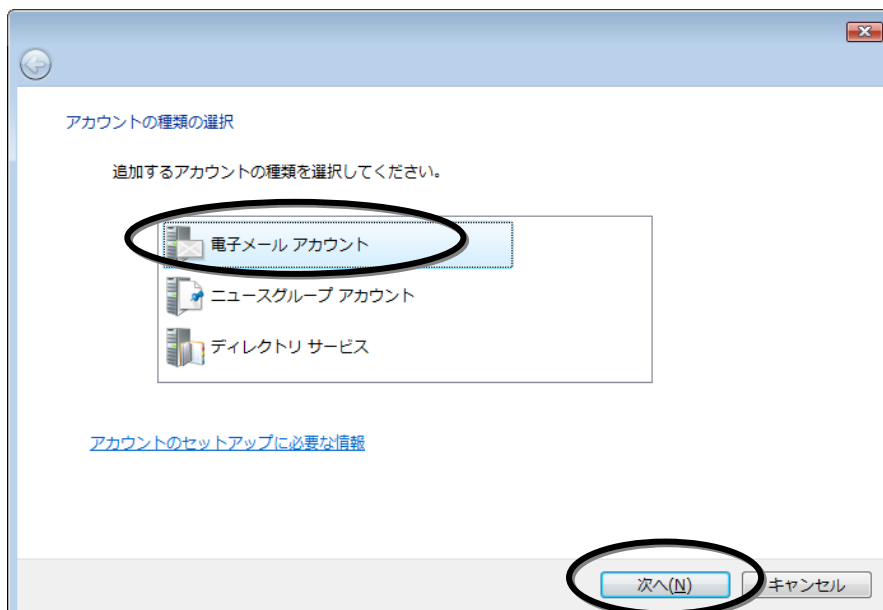 アカウントの種類の選択
追加するアカウントの種類を選択してください。
電子メール アカウント
ニュースグループ アカウント
ディレクトリ サービス
アカウントのセットアップに必要な情報
次へ(N) キャンセル